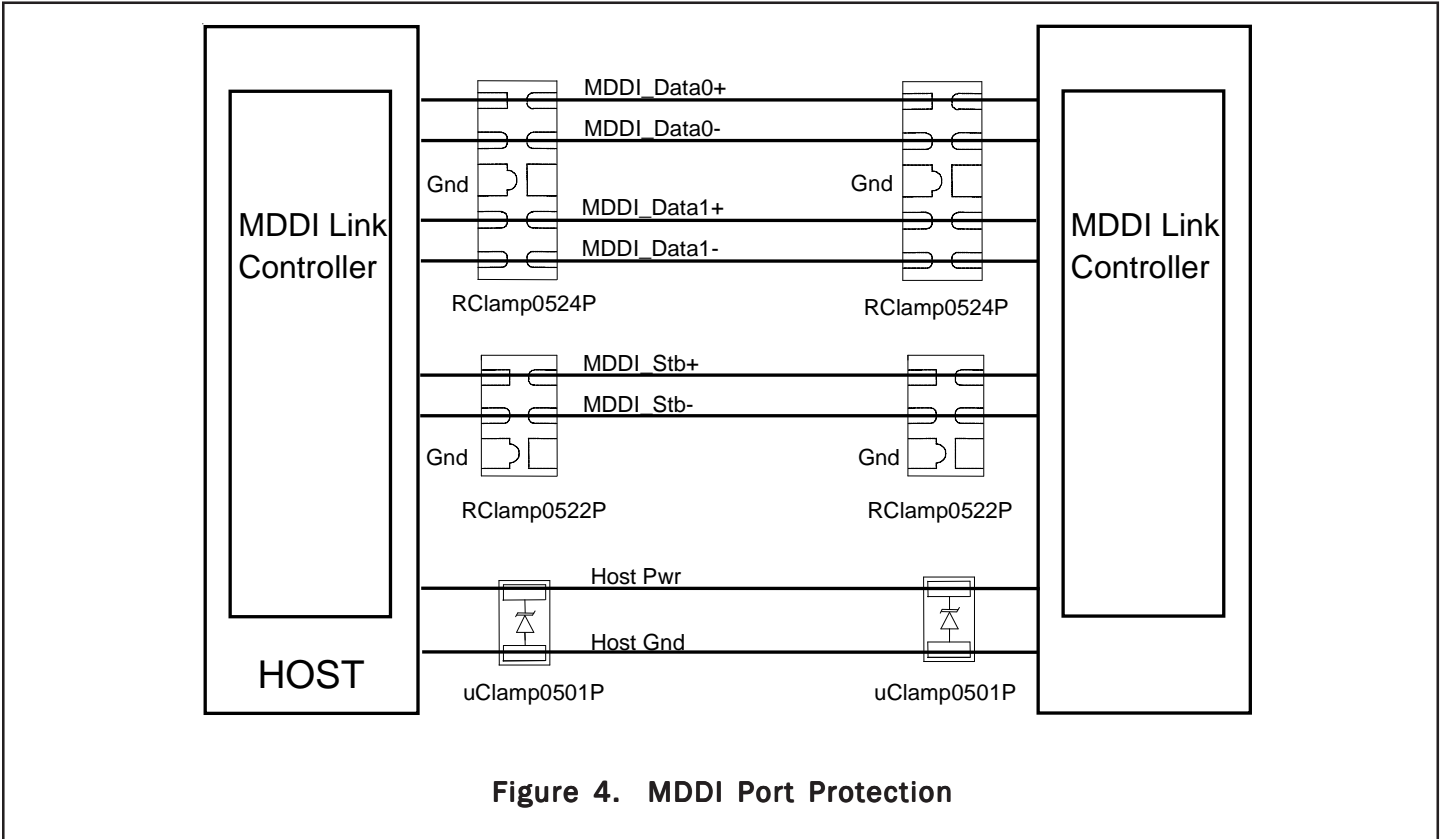 MDDI_Data0+
MDDI_Data0-
Gnd
Gnd
MDDI_Data1+
MDDI_Data1-
MDDI Link
Controller
MDDI Link
Controller
RClamp0524P
RClamp0524P
MDDI_Stb+
MDDI_Stb-
Gnd
Gnd
RClamp0522P
RClamp0522P
Host Pwr
Host Gnd
HOST
uClamp0501P
uClamp0501P
Figure 4. MDDI Port Protection